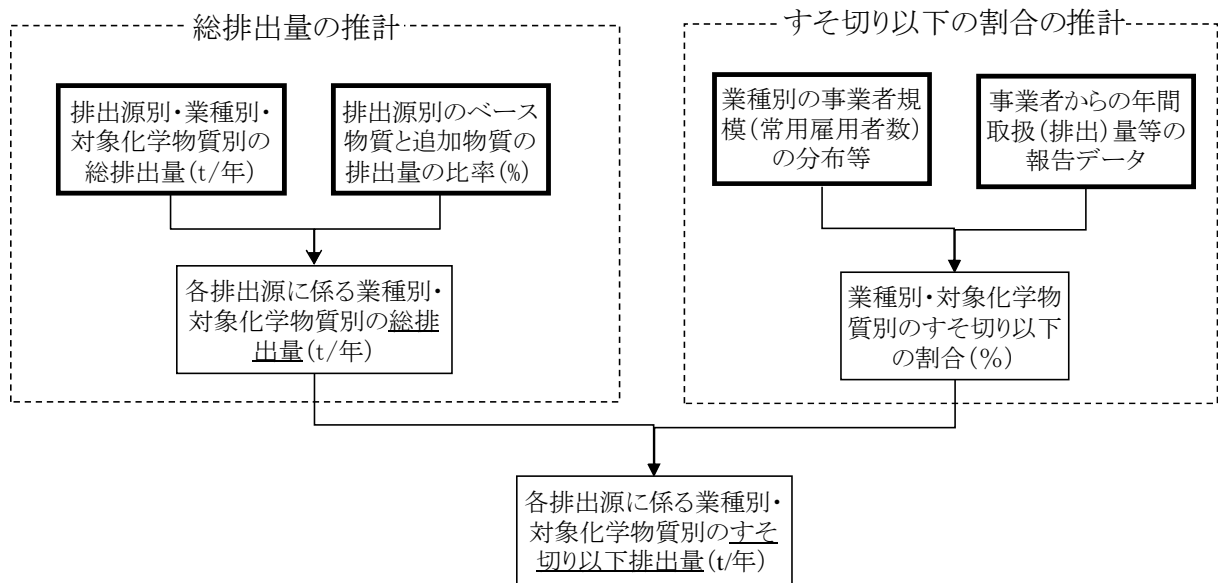 総排出量の推計
排出源別・業種別・
対象化学物質別の
総排出量(t/年)
排出源別のベース
物質と追加物質の
排出量の比率(%)
各排出源に係る業種別・
対象化学物質別の総排
出量(t/年)
すそ切り以下の割合の推計
業種別の事業者規
模(常用雇用者数)
の分布等
事業者からの年間
取扱(排出)量等の
報告データ
業種別・対象化学物
質別のすそ切り以下
の割合(%)
各排出源に係る業種別・
対象化学物質別のすそ
切り以下排出量(t/年)